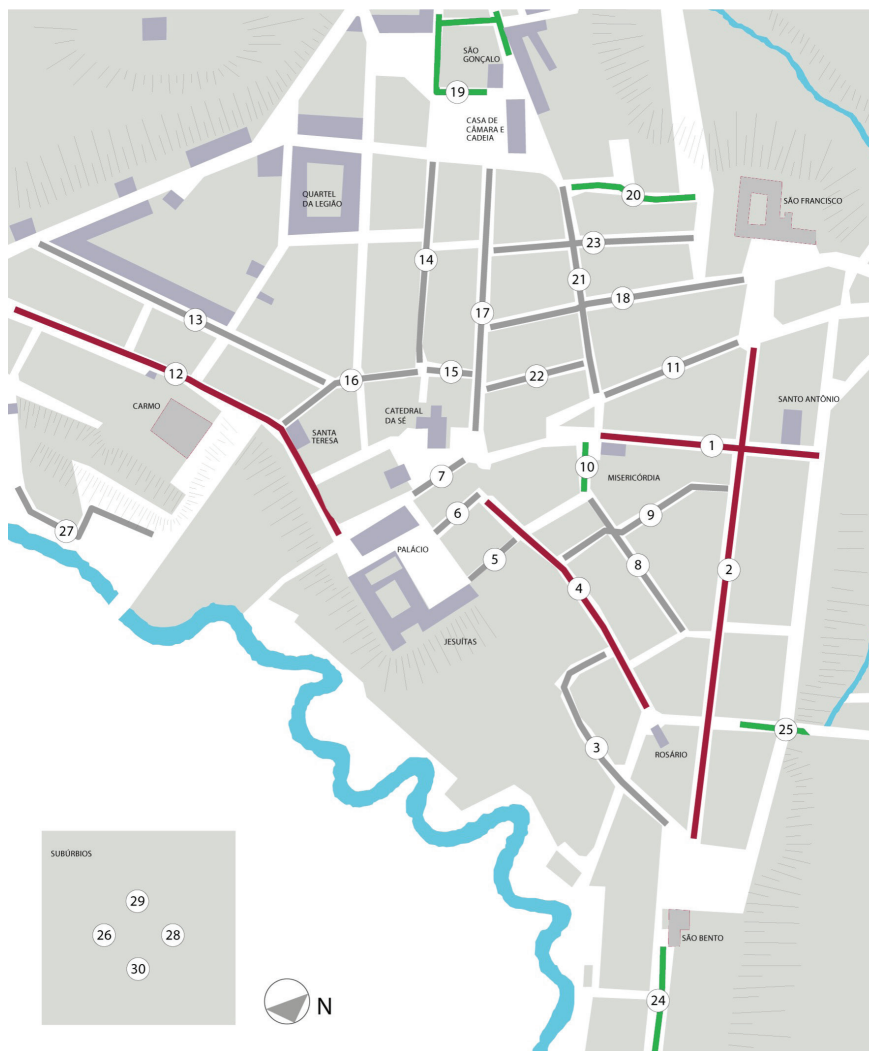 SÃO
GONÇALO
19
CASA DE
CÂMARA E
CADEIA
QUARTEL
DA LEGIÃO
20
SÃO FRANCISCO
23
14
21
18
17
13
12
16
15
22
11
CARMO
SANTA
TERESA
CATEDRAL
DA SÉ
SANTO ANTÔNIO
1
7
10
MISERICÓRDIA
6
9
27
PALÁCIO
5
8
2
4
JESUÍTAS
3
25
ROSÁRIO
SUBÚRBIOS
29
26
28
30
SÃO BENTO
N
24